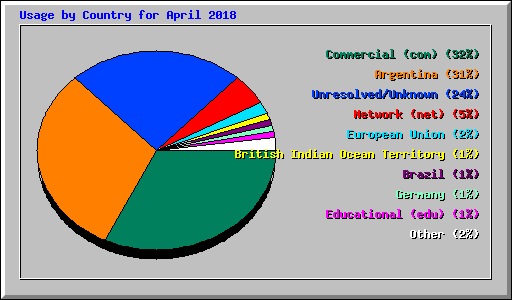 Usage by Country for April 2018
Commercial (com) (32%)
Argentina (31%)
Unresolved/Unknown (24%)
Network (net) (5%)
European Union (2%)
British Indian Ocean Territory (1%)
Brazil (1%)
Germany (1%)
Educational (edu) (1%)
Other (2%)